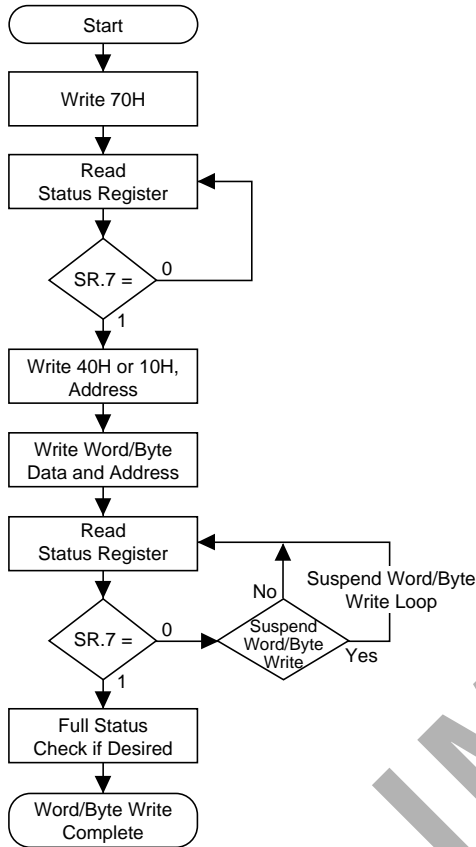 Start
Write 70H
Read
Status Register
SR.7 =
0
1
Write 40H or 10H,
Address
Write Word/Byte
Data and Address
Read
Status Register
Suspend Word/Byte
Write Loop
No
SR.7 =
0
Suspend
Word/Byte
Write
Yes
1
Full Status
Check if Desired
Word/Byte Write
Complete